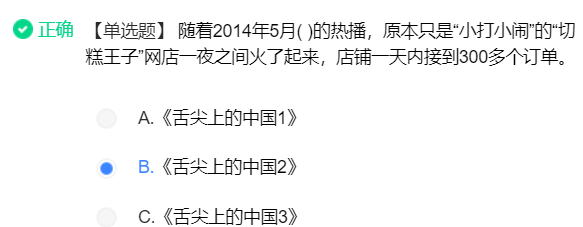 正确 【单选题】 随着2014年5月( )的热播，原本只是“小打小闹”的“切
糕王子”网店一夜之间火了起来，店铺一天内接到300多个订单。
A.《舌尖上的中国1》
B.《舌尖上的中国2》
C.《舌尖上的中国3》